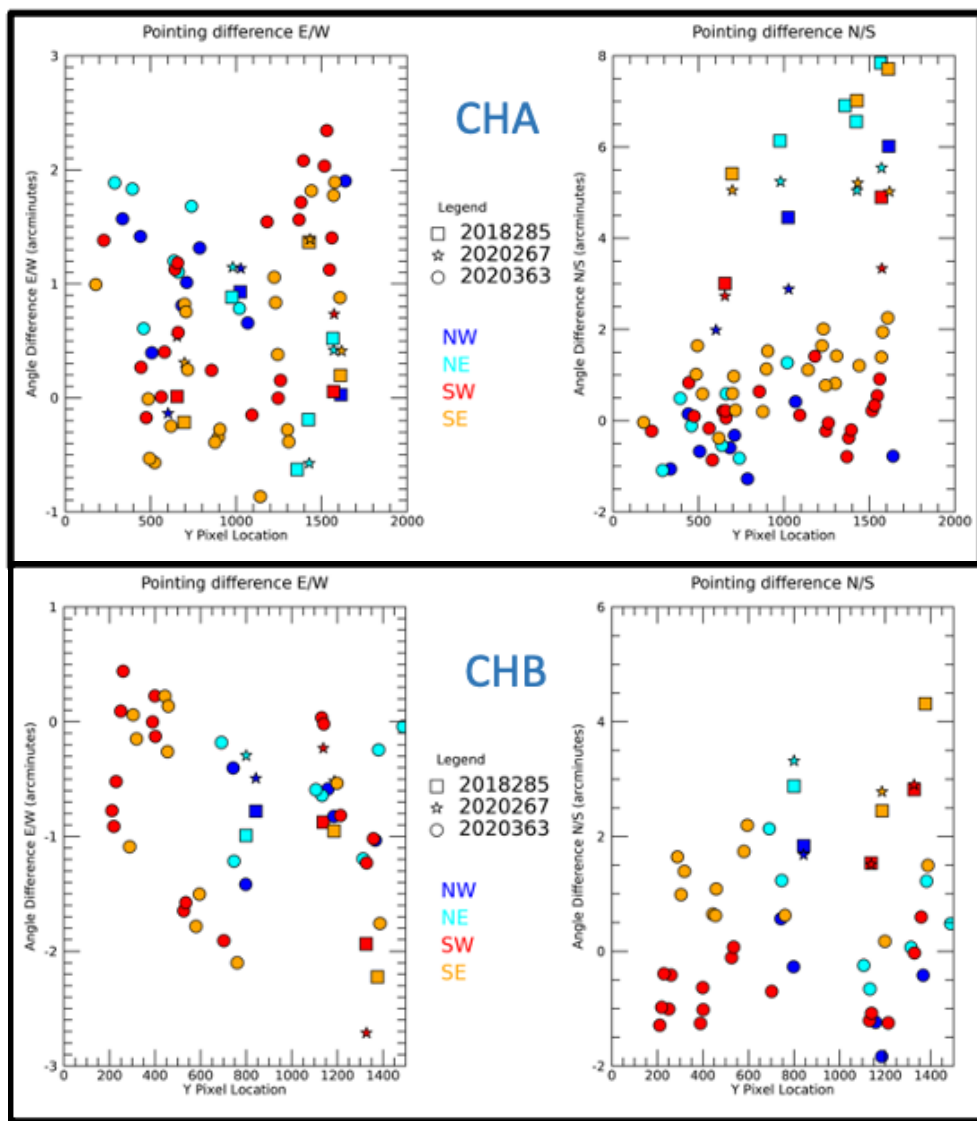 Pointing difference E/W
Angle Difference E/W (arcminutes)
3
2
1
0
-1
0
500
1000
1500
2000
Y Pixel Location
CHA
Legend
2018285
2020267
2020363
NW
NE
SW
SE
Pointing difference N/S
Angle Difference N/S (arcminutes)
8
6
4
2
0
-2
0
500
1000
1500
2000
Y Pixel Location
Pointing difference E/W
Angle Difference E/W (arcminutes)
1
0
-1
-2
-3
0
200
400
600
800
1000
1200
1400
Y Pixel Location
CHB
Legend
2018285
2020267
2020363
NW
NE
SW
SE
Pointing difference N/S
Angle Difference N/S (arcminutes)
6
4
2
0
-2
200
400
600
800
1000
1200
1400
Y Pixel Location